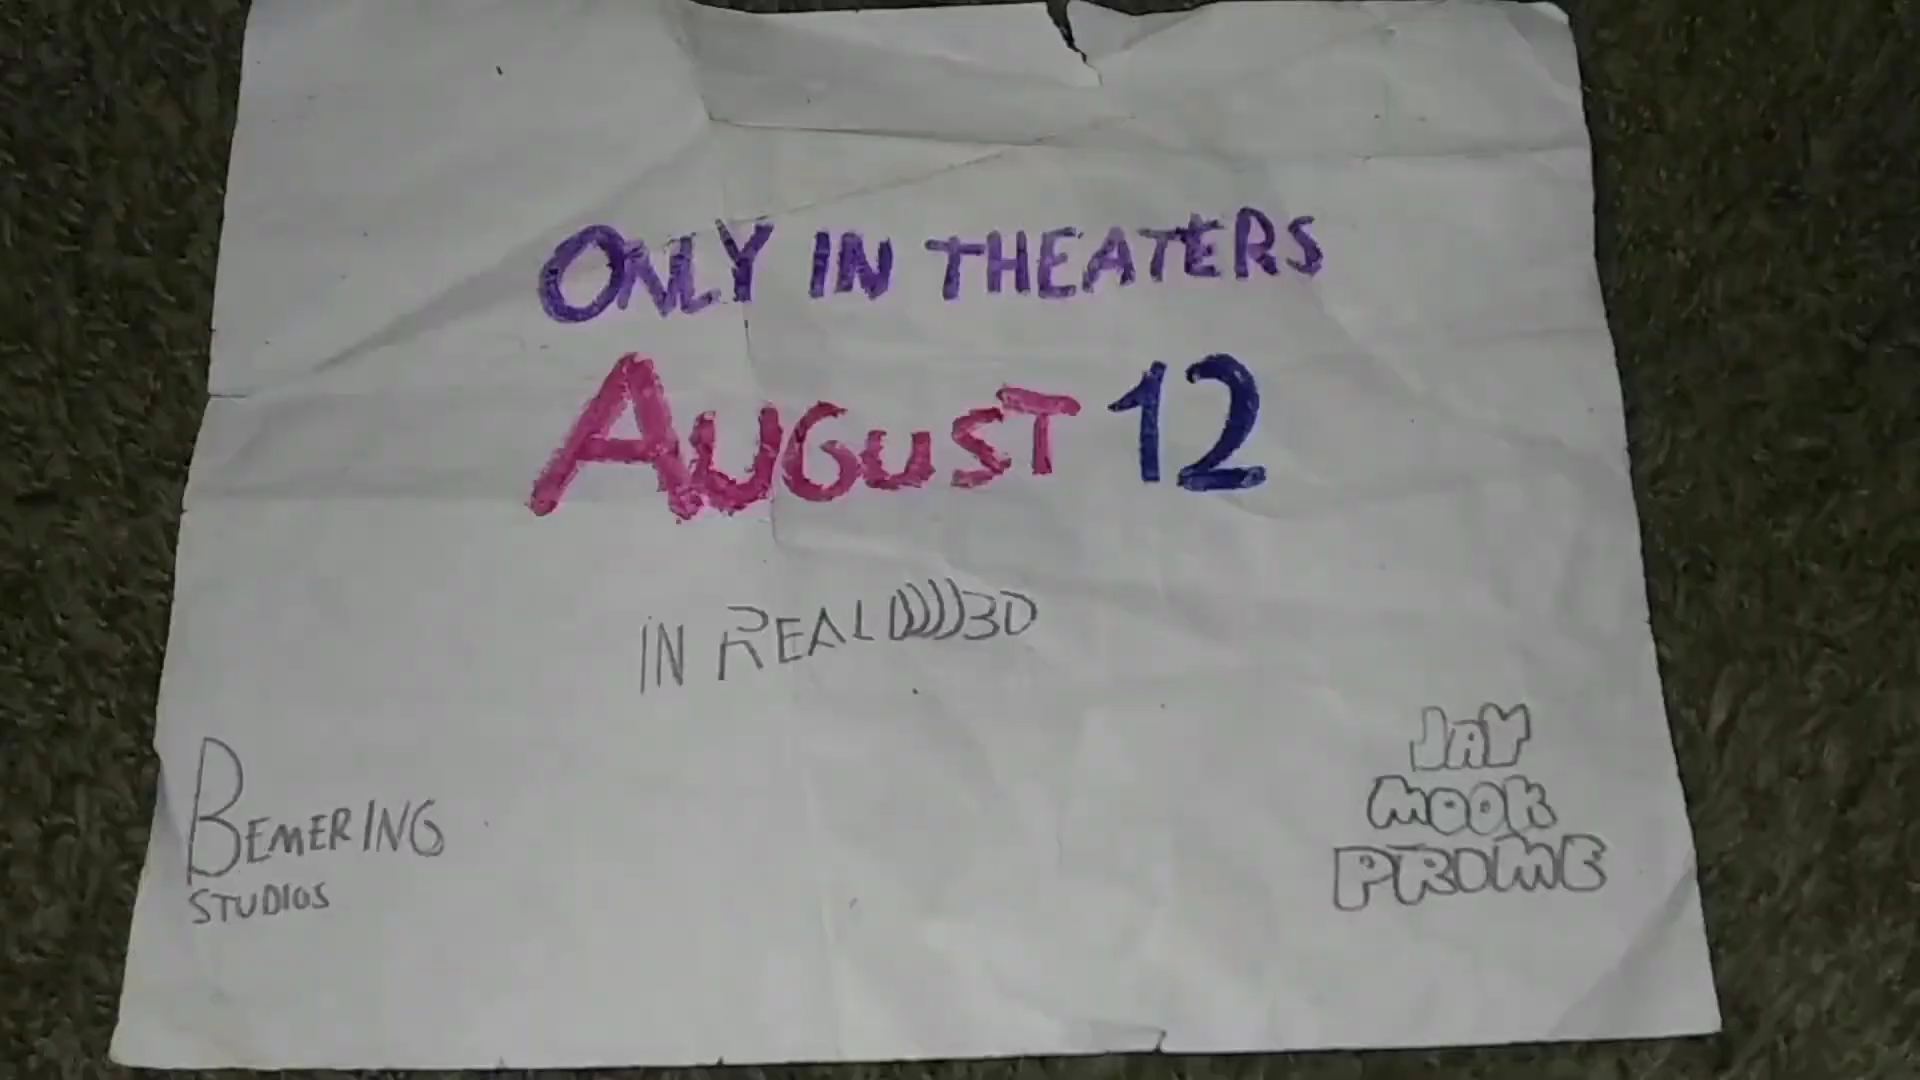 ONLY IN THEATERS
AUGUST 12
IN REAL D)))) 3D
BEMERING
STUDIOS
JAY
MOOK
PRIME